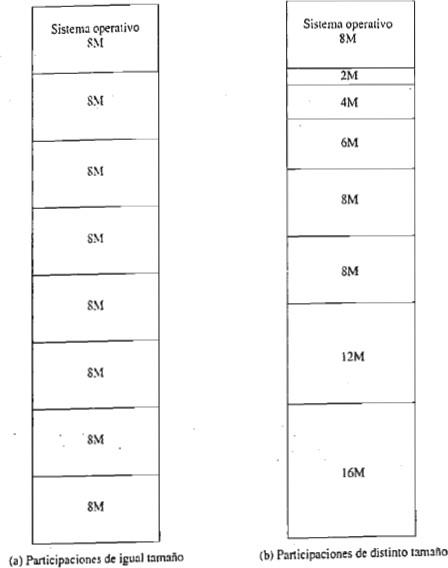 Sistema operativo
8M
8M
8M
8M
8M
8M
8M
8M
(a) Participaciones de igual tamaño
Sistema operativo
8M
2M
4M
6M
8M
8M
12M
16M
(b) Participaciones de distinto tamaño